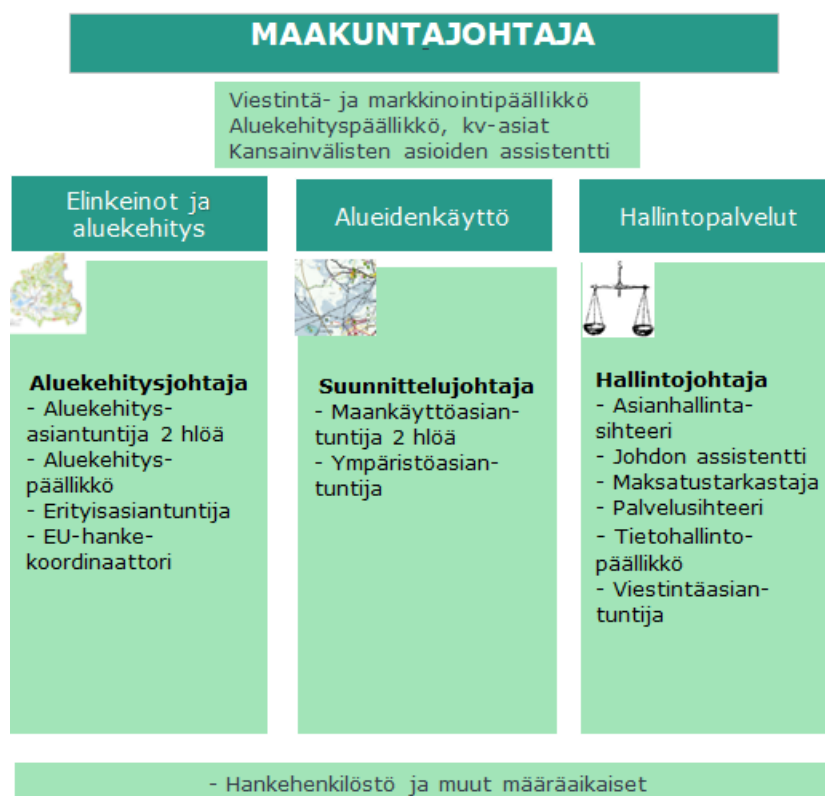 MAAKUNTAJOHTAJA
Viestintä- ja markkinointipäällikkö
Aluekehityspäällikkö, kv-asiat
Kansainvälisten asioiden assistentti
Elinkeinot ja
aluekehitys
Aluekehitysjohtaja
- Aluekehitys-
asiantuntija 2 hlöä
- Aluekehitys-
päällikkö
- Erityisasiantuntija
- EU-hanke-
koordinaattori
Alueidenkäyttö
Suunnittelujohtaja
- Maankäyttöasian-
tuntija 2 hlöä
- Ympäristöasian-
tuntija
Hallintopalvelut
Hallintojohtaja
- Asianhallinta-
sihteeri
- Johdon assistentti
- Maksatustarkastaja
- Palvelusihteeri
- Tietohallinto-
päällikkö
- Viestintäasian-
tuntija
- Hankehenkilöstö ja muut määräaikaiset